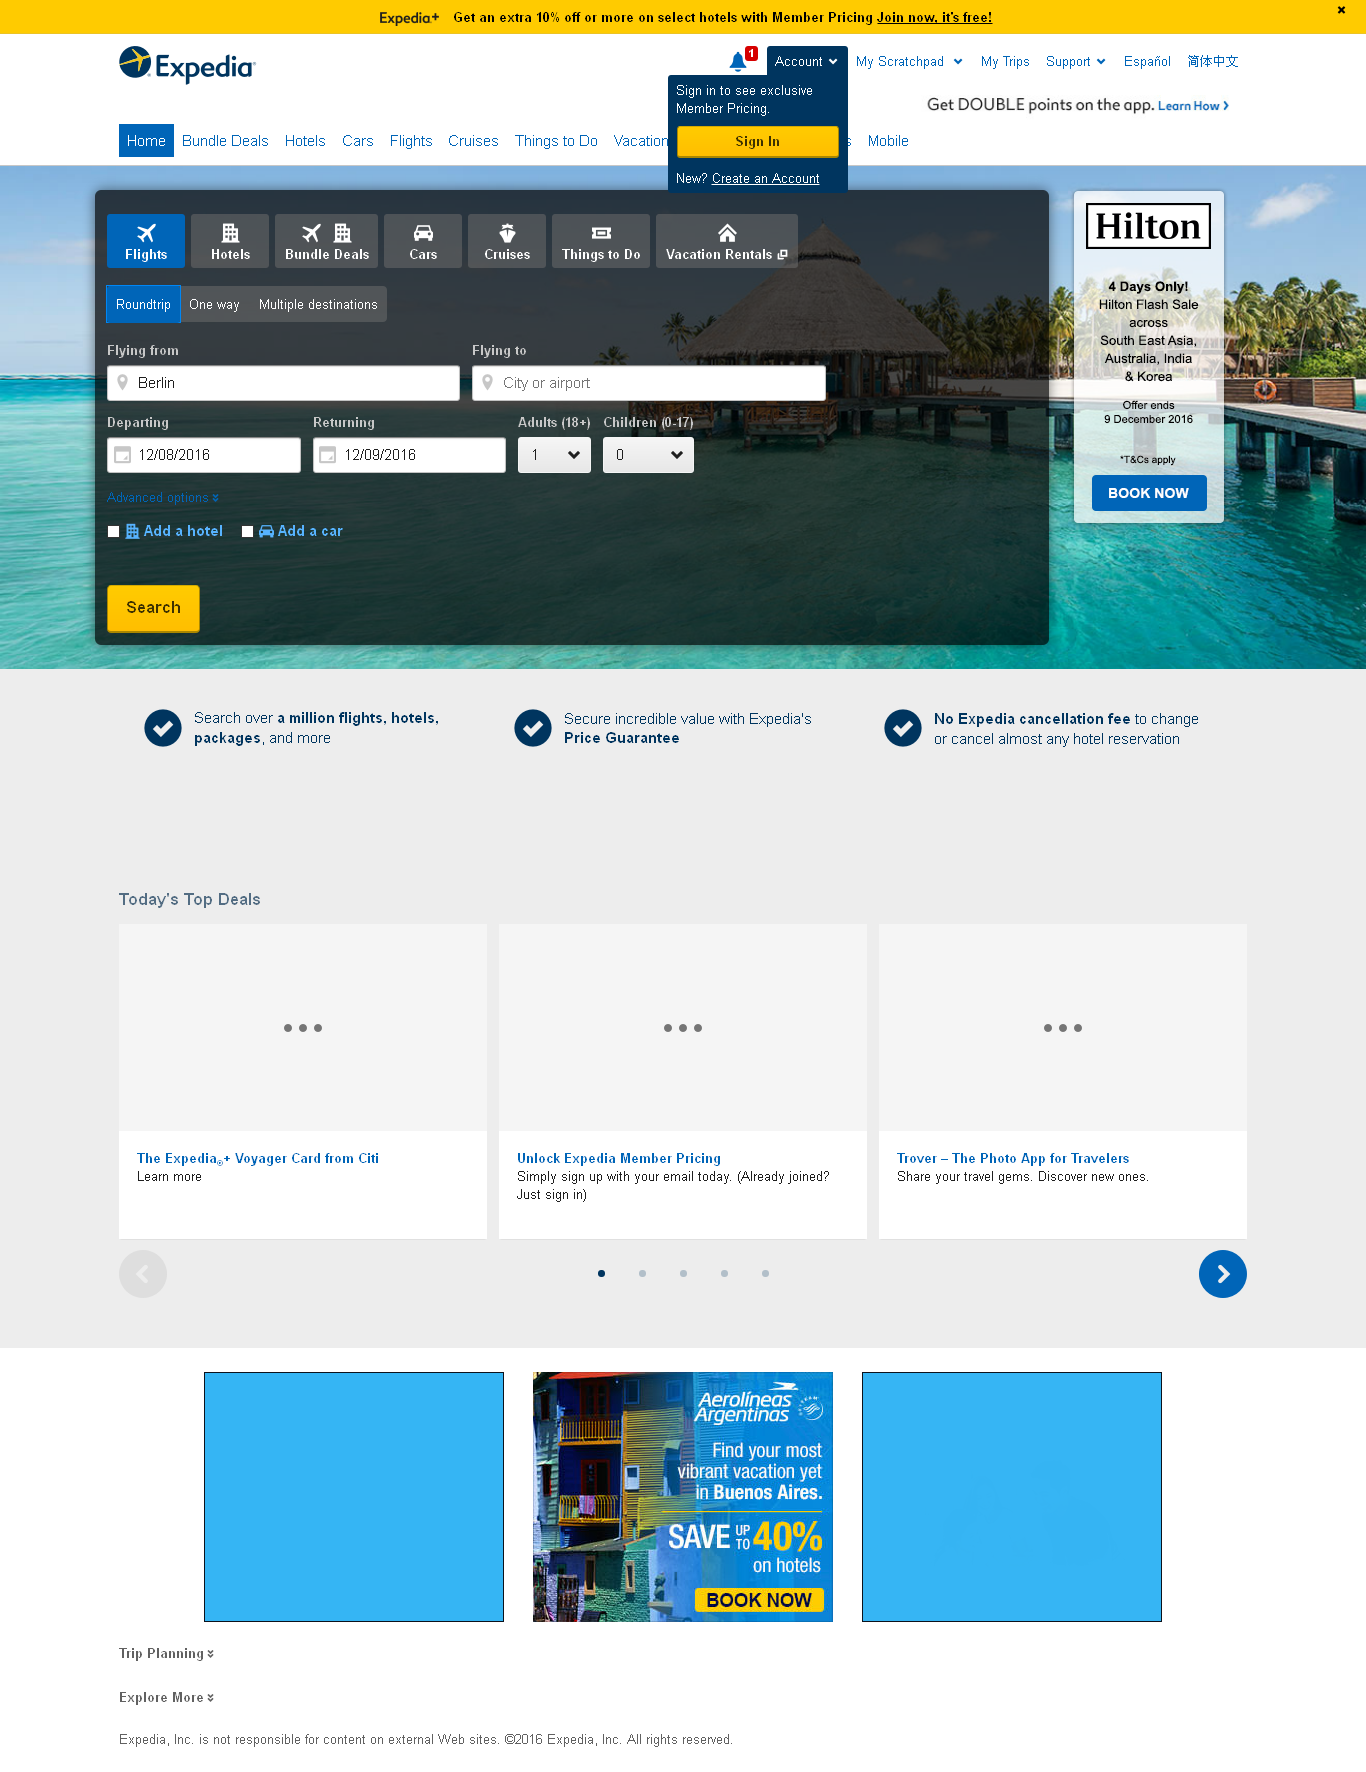 Expedia+ Get an extra 10% off or more on select hotels with Member Pricing Join now, it's free!
Expedia
1
Account
My Scratchpad
My Trips
Support
Español
简体中文
Sign in to see exclusive
Member Pricing.
Sign In
New? Create an Account
Get DOUBLE points on the app. Learn How
Home
Bundle Deals
Hotels
Cars
Flights
Cruises
Things to Do
Vacation
s
Mobile
Flights
Hotels
Bundle Deals
Cars
Cruises
Things to Do
Vacation Rentals
Roundtrip
One way
Multiple destinations
Flying from
Flying to
Berlin
City or airport
Departing
Returning
Adults (18+)
Children (0-17)
12/08/2016
12/09/2016
1
0
Advanced options
Add a hotel
Add a car
Search
Hilton
4 Days Only!
Hilton Flash Sale
across
South East Asia,
Australia, India
& Korea
Offer ends
9 December 2016
*T&Cs apply
BOOK NOW
Search over a million flights, hotels,
packages, and more
Secure incredible value with Expedia's
Price Guarantee
No Expedia cancellation fee to change
or cancel almost any hotel reservation
Today's Top Deals
The Expedia®+ Voyager Card from Citi
Learn more
Unlock Expedia Member Pricing
Simply sign up with your email today. (Already joined?
Just sign in)
Trover – The Photo App for Travelers
Share your travel gems. Discover new ones.
Aerolíneas
Argentinas
Find your most
vibrant vacation yet
in Buenos Aires.
SAVE UP TO 40%
on hotels
BOOK NOW
Trip Planning
Explore More
Expedia, Inc. is not responsible for content on external Web sites. ©2016 Expedia, Inc. All rights reserved.